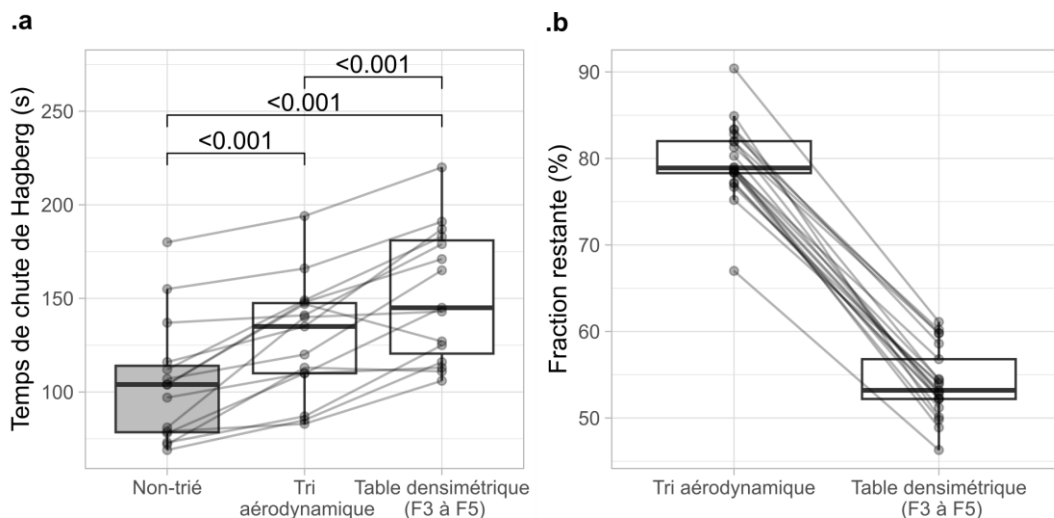 .a
Temps de chute de Hagberg (s)
250
200
150
100
<0.001
<0.001
<0.001
Non-trié
Tri
aérodynamique
Table densimétrique
(F3 à F5)
.b
Fraction restante (%)
90
80
70
60
50
Tri aérodynamique
Table densimétrique
(F3 à F5)